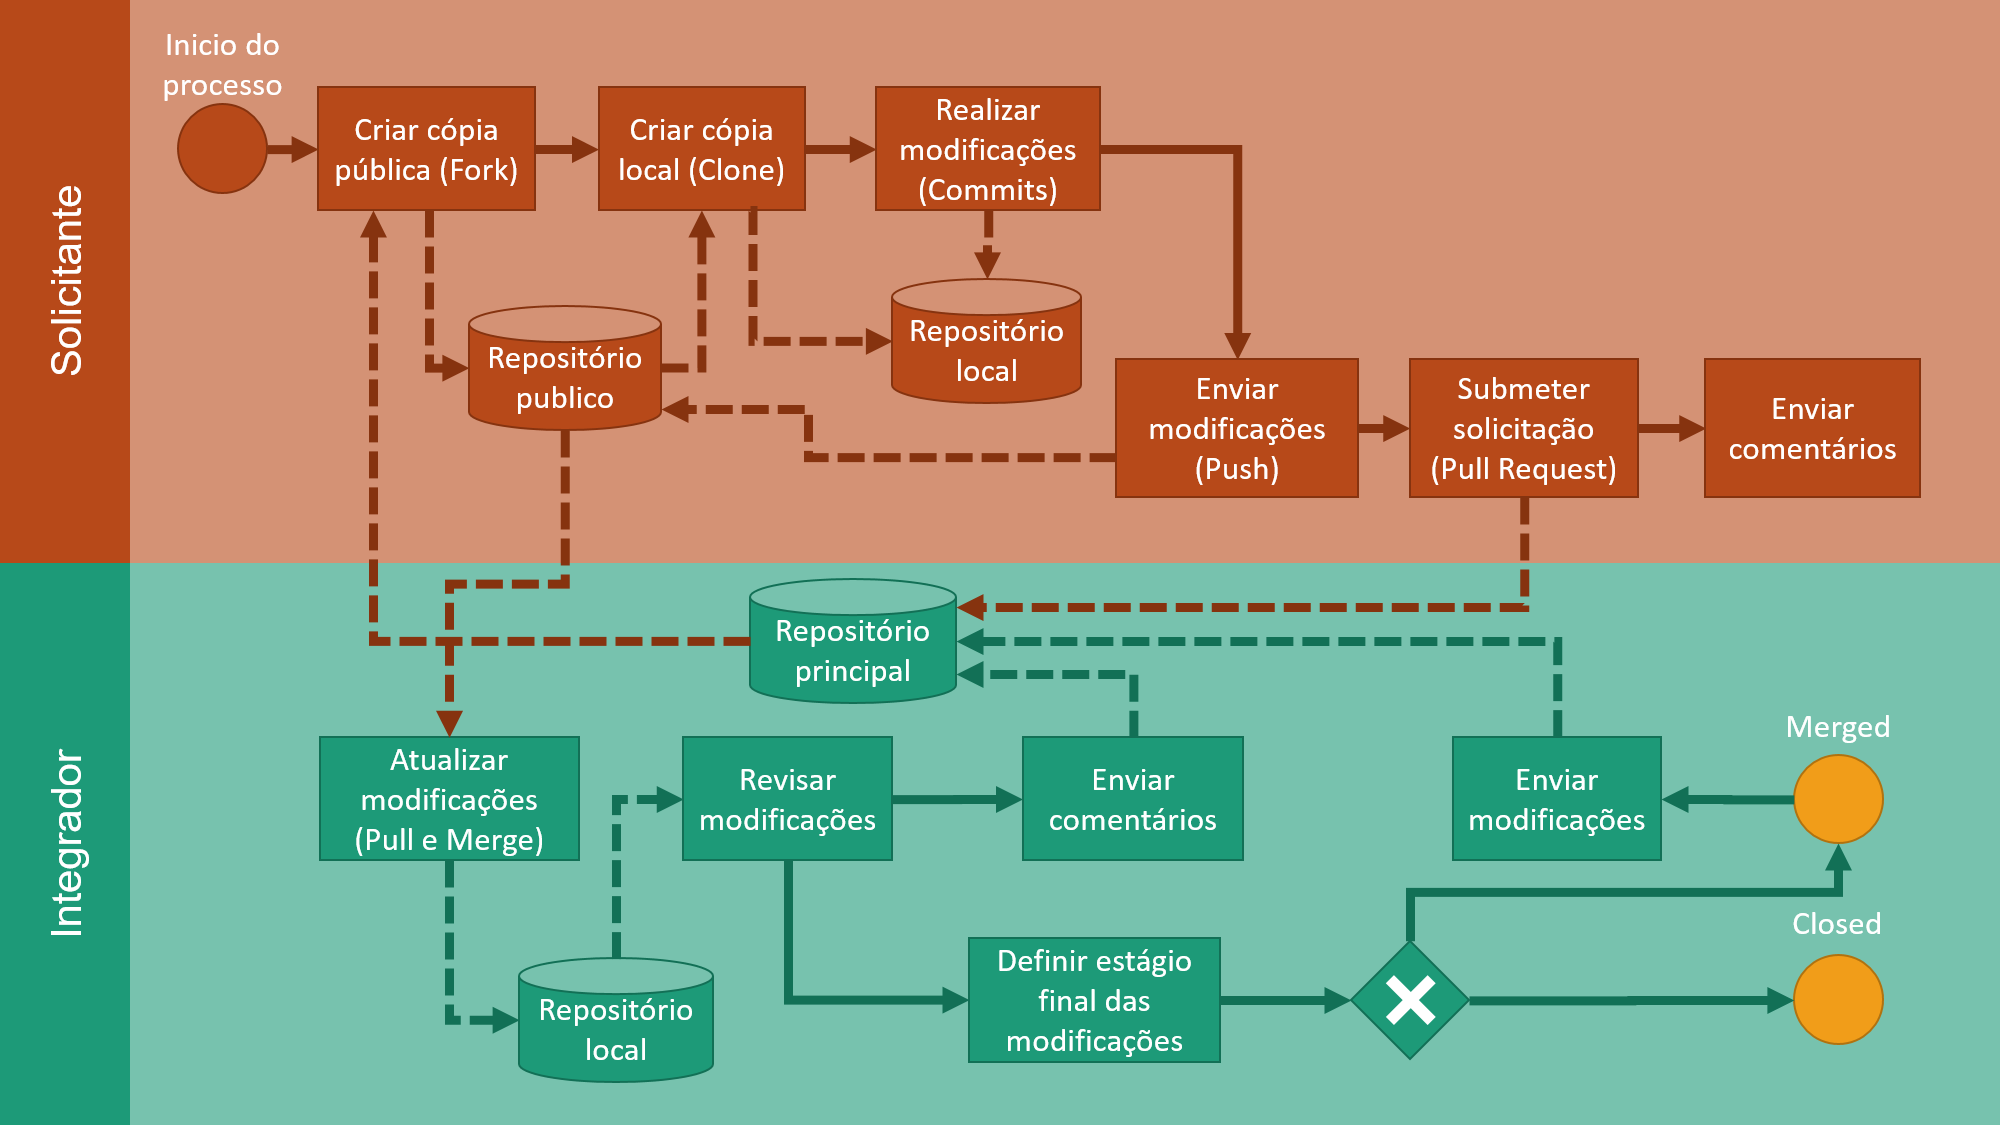 Solicitante
Inicio do
processo
Criar cópia
pública (Fork)
Criar cópia
local (Clone)
Realizar
modificações
(Commits)
Repositório
publico
Repositório
local
Enviar
modificações
(Push)
Submeter
solicitação
(Pull Request)
Enviar
comentários
Integrador
Repositório
principal
Atualizar
modificações
(Pull e Merge)
Revisar
modificações
Enviar
comentários
Enviar
modificações
Merged
Repositório
local
Definir estágio
final das
modificações
Closed